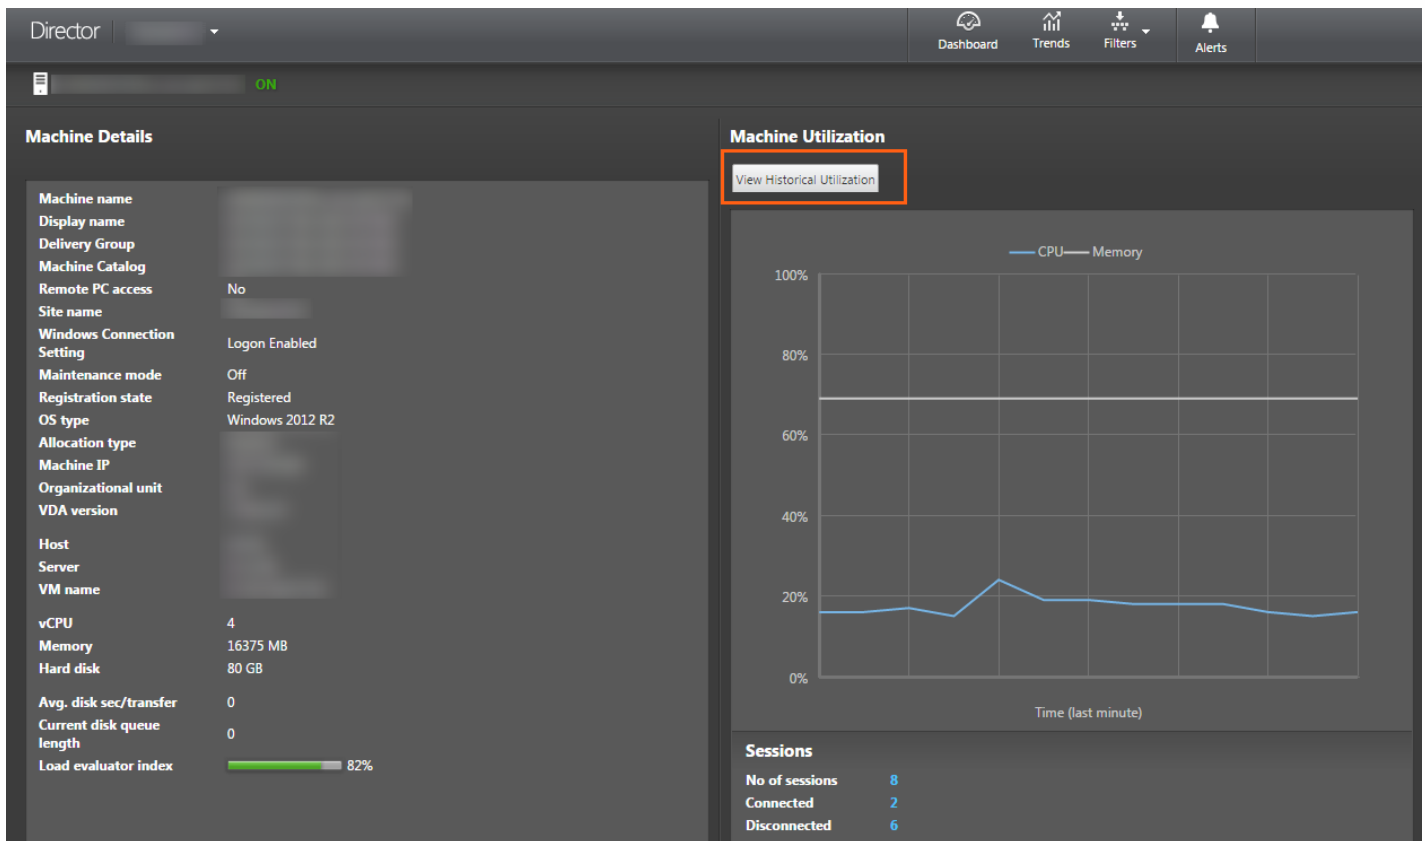 Director
Dashboard
Trends
Filters
Alerts
ON
Machine Details
Machine name
Display name
Delivery Group
Machine Catalog
Remote PC access No
Site name
Windows Connection
Setting
Logon Enabled
Maintenance mode Off
Registration state Registered
OS type Windows 2012 R2
Allocation type
Machine IP
Organizational unit
VDA version
Host
Server
VM name
vCPU 4
Memory 16375 MB
Hard disk 80 GB
Avg. disk sec/transfer 0
Current disk queue
length
0
Load evaluator index 82%
Machine Utilization
View Historical Utilization
CPU Memory
100%
80%
60%
40%
20%
0%
Time (last minute)
Sessions
No of sessions 8
Connected 2
Disconnected 6